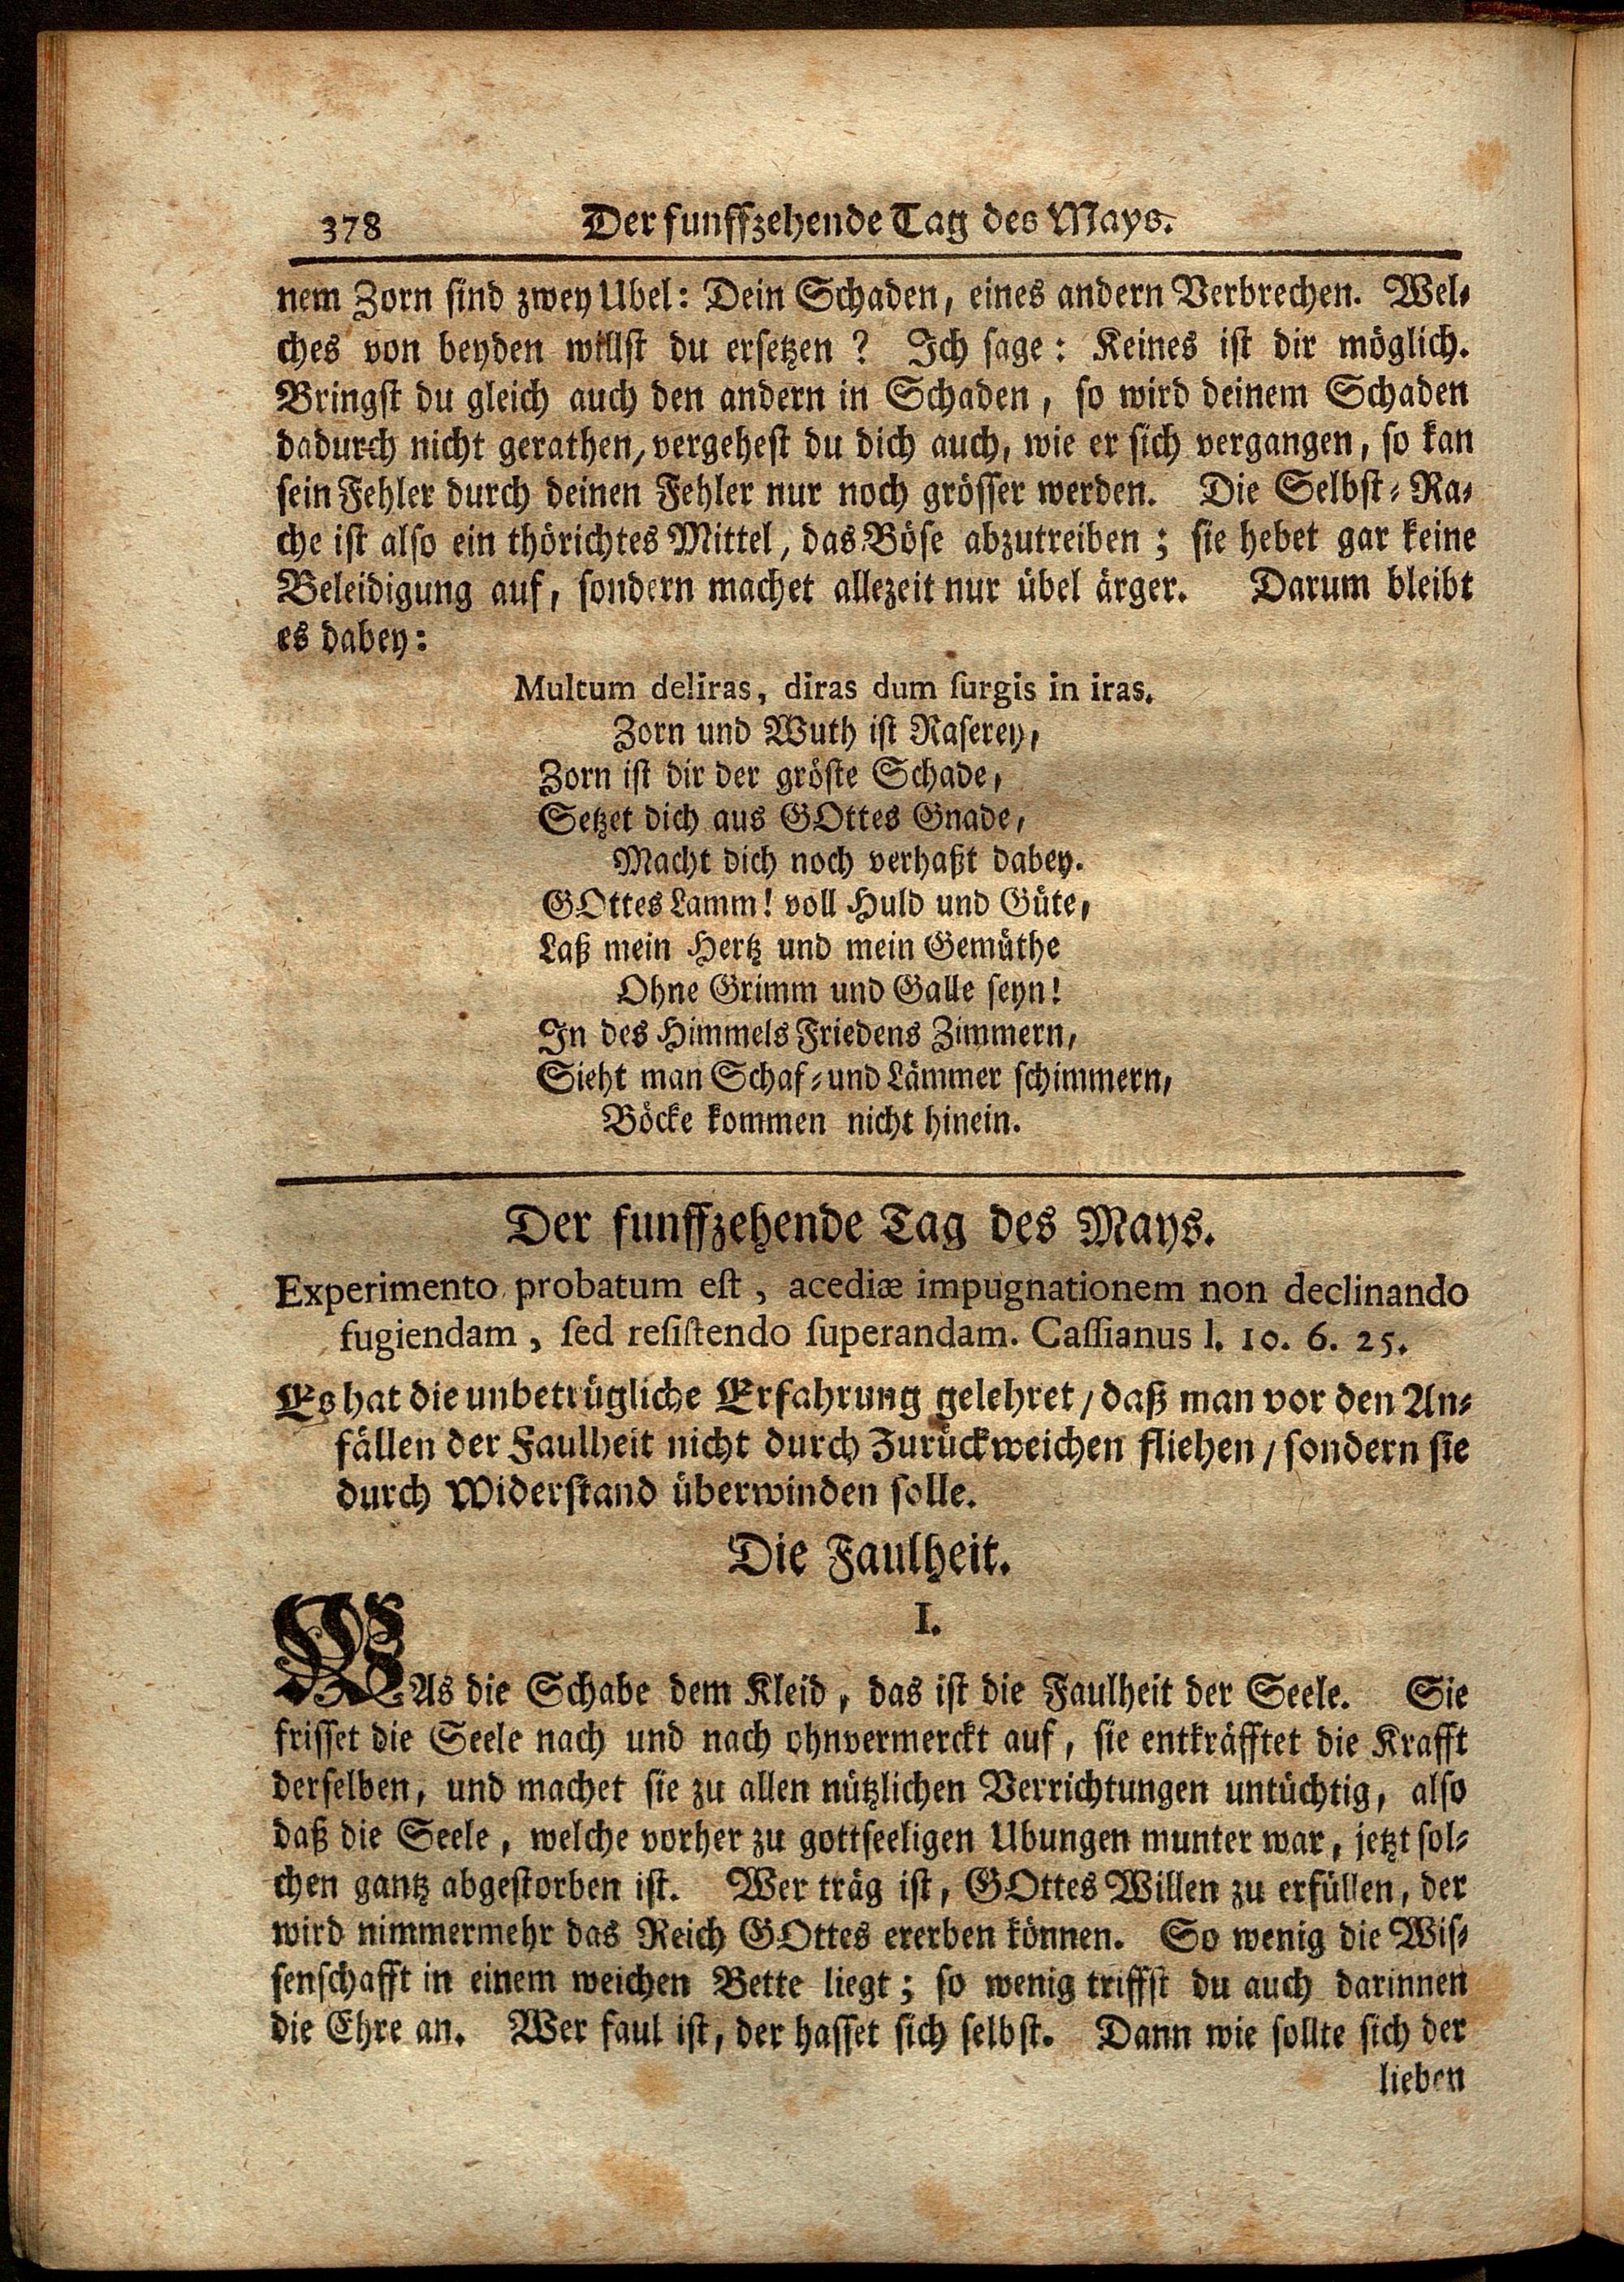 378 Der funffzehende Tag des Mays.
nem Zorn sind zwey Ubel: Dein Schaden, eines andern Verbrechen. Wel-
ches von beyden willst du ersetzen? Ich sage: Keines ist dir möglich.
Bringst du gleich auch den andern in Schaden, so wird deinem Schaden
dadurch nicht gerathen, vergehest du dich auch, wie er sich vergangen, so kan
sein Fehler durch deinen Fehler nur noch grösser werden. Die Selbst-Ra-
che ist also ein thörichtes Mittel, das Böse abzutreiben; sie hebet gar keine
Beleidigung auf, sondern machet allezeit nur übel ärger. Darum bleibt
es dabey:
Multum deliras, diras dum surgis in iras.
Zorn und Wuth ist Raserey,
Zorn ist dir der gröste Schade,
Setzet dich aus GOttes Gnade,
Macht dich noch verhaßt dabey.
GOttes Lamm! voll Huld und Güte,
Laß mein Hertz und mein Gemüthe
Ohne Grimm und Galle seyn!
In des Himmels Friedens Zimmern,
Sieht man Schaf- und Lämmer schimmern,
Böcke kommen nicht hinein.
Der funffzehende Tag des Mays.
Experimento probatum est, acediæ impugnationem non declinando
fugiendam, sed resistendo superandam. Cassianus l. 10. 6. 25.
Es hat die unbetrügliche Erfahrung gelehret/ daß man vor den An-
fällen der Faulheit nicht durch Zurückweichen fliehen/ sondern sie
durch Widerstand überwinden solle.
Die Faulheit.
I.
WAs die Schabe dem Kleid, das ist die Faulheit der Seele. Sie
frisset die Seele nach und nach ohnvermerckt auf, sie entkräfftet die Krafft
derselben, und machet sie zu allen nützlichen Verrichtungen untüchtig, also
daß die Seele, welche vorher zu gottseeligen Ubungen munter war, jetzt sol-
chen gantz abgestorben ist. Wer träg ist, GOttes Willen zu erfüllen, der
wird nimmermehr das Reich GOttes ererben können. So wenig die Wis-
senschafft in einem weichen Bette liegt; so wenig triffst du auch darinnen
die Ehre an. Wer faul ist, der hasset sich selbst. Dann wie sollte sich der
lieben